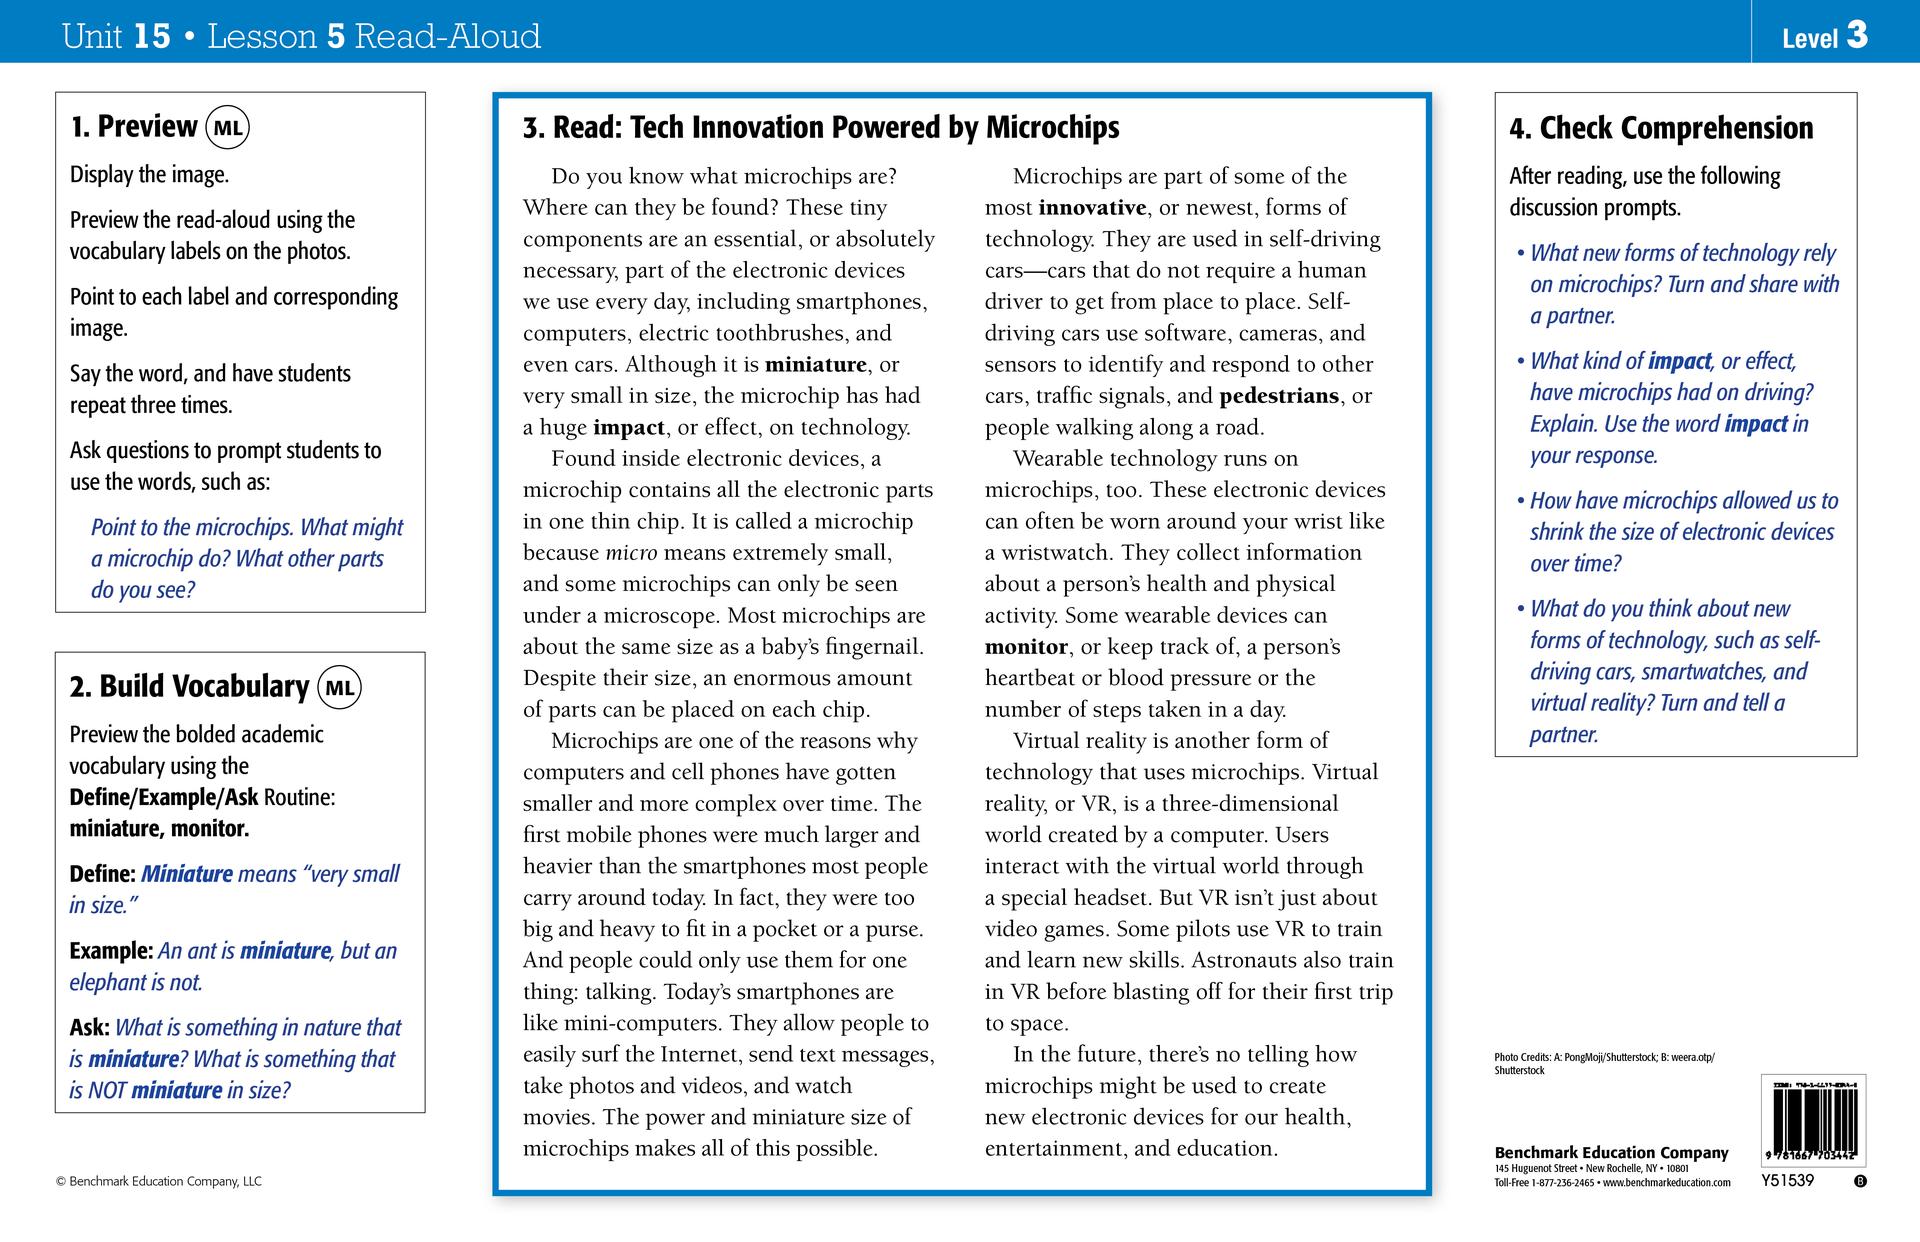 Unit 15 • Lesson 5 Read-Aloud
Level 3
1. Preview ML
Display the image.
Preview the read-aloud using the
vocabulary labels on the photos.
Point to each label and corresponding
image.
Say the word, and have students
repeat three times.
Ask questions to prompt students to
use the words, such as:
Point to the microchips. What might
a microchip do? What other parts
do you see?
2. Build Vocabulary ML
Preview the bolded academic
vocabulary using the
Define/Example/Ask Routine:
miniature, monitor.
Define: Miniature means “very small
in size.”
Example: An ant is miniature, but an
elephant is not.
Ask: What is something in nature that
is miniature? What is something that
is NOT miniature in size?
© Benchmark Education Company, LLC
3. Read: Tech Innovation Powered by Microchips
Do you know what microchips are?
Where can they be found? These tiny
components are an essential, or absolutely
necessary, part of the electronic devices
we use every day, including smartphones,
computers, electric toothbrushes, and
even cars. Although it is miniature, or
very small in size, the microchip has had
a huge impact, or effect, on technology.
Found inside electronic devices, a
microchip contains all the electronic parts
in one thin chip. It is called a microchip
because micro means extremely small,
and some microchips can only be seen
under a microscope. Most microchips are
about the same size as a baby’s fingernail.
Despite their size, an enormous amount
of parts can be placed on each chip.
Microchips are one of the reasons why
computers and cell phones have gotten
smaller and more complex over time. The
first mobile phones were much larger and
heavier than the smartphones most people
carry around today. In fact, they were too
big and heavy to fit in a pocket or a purse.
And people could only use them for one
thing: talking. Today’s smartphones are
like mini-computers. They allow people to
easily surf the Internet, send text messages,
take photos and videos, and watch
movies. The power and miniature size of
microchips makes all of this possible.
Microchips are part of some of the
most innovative, or newest, forms of
technology. They are used in self-driving
cars—cars that do not require a human
driver to get from place to place. Self-
driving cars use software, cameras, and
sensors to identify and respond to other
cars, traffic signals, and pedestrians, or
people walking along a road.
Wearable technology runs on
microchips, too. These electronic devices
can often be worn around your wrist like
a wristwatch. They collect information
about a person’s health and physical
activity. Some wearable devices can
monitor, or keep track of, a person’s
heartbeat or blood pressure or the
number of steps taken in a day.
Virtual reality is another form of
technology that uses microchips. Virtual
reality, or VR, is a three-dimensional
world created by a computer. Users
interact with the virtual world through
a special headset. But VR isn’t just about
video games. Some pilots use VR to train
and learn new skills. Astronauts also train
in VR before blasting off for their first trip
to space.
In the future, there’s no telling how
microchips might be used to create
new electronic devices for our health,
entertainment, and education.
4. Check Comprehension
After reading, use the following
discussion prompts.
• What new forms of technology rely
on microchips? Turn and share with
a partner.
• What kind of impact, or effect,
have microchips had on driving?
Explain. Use the word impact in
your response.
• How have microchips allowed us to
shrink the size of electronic devices
over time?
• What do you think about new
forms of technology, such as self-
driving cars, smartwatches, and
virtual reality? Turn and tell a
partner.
Photo Credits: A: PongMoji/Shutterstock; B: weera.otp/
Shutterstock
Benchmark Education Company
145 Huguenot Street • New Rochelle, NY • 10801
Toll-Free 1-877-236-2465 • www.benchmarkeducation.com
9 781667 703442
Y51539
B